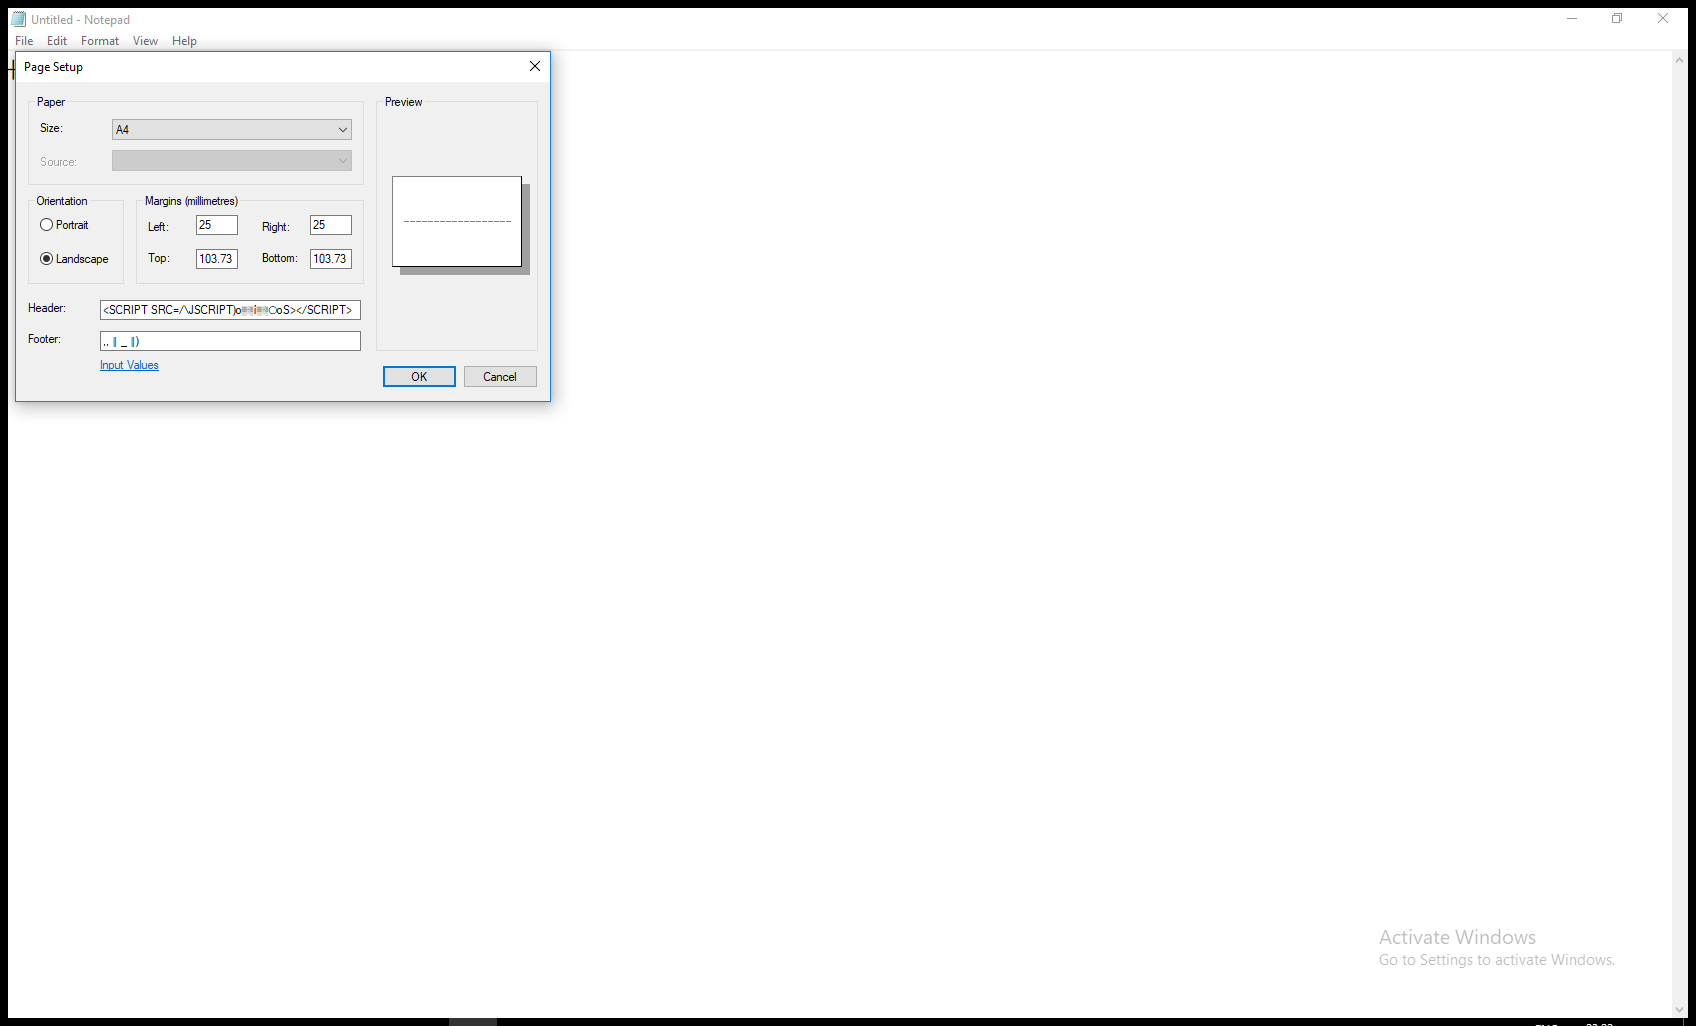 Untitled - Notepad
File Edit Format View Help
Page Setup
Paper
Size: A4
Source:
Orientation
Portrait
Landscape
Margins (millimetres)
Left: 25 Right: 25
Top: 103.73 Bottom: 103.73
Header: <SCRIPT SRC=/\JSCRIPT)
></SCRIPT>
Footer:
Input Values
Preview
OK Cancel
Activate Windows
Go to Settings to activate Windows.